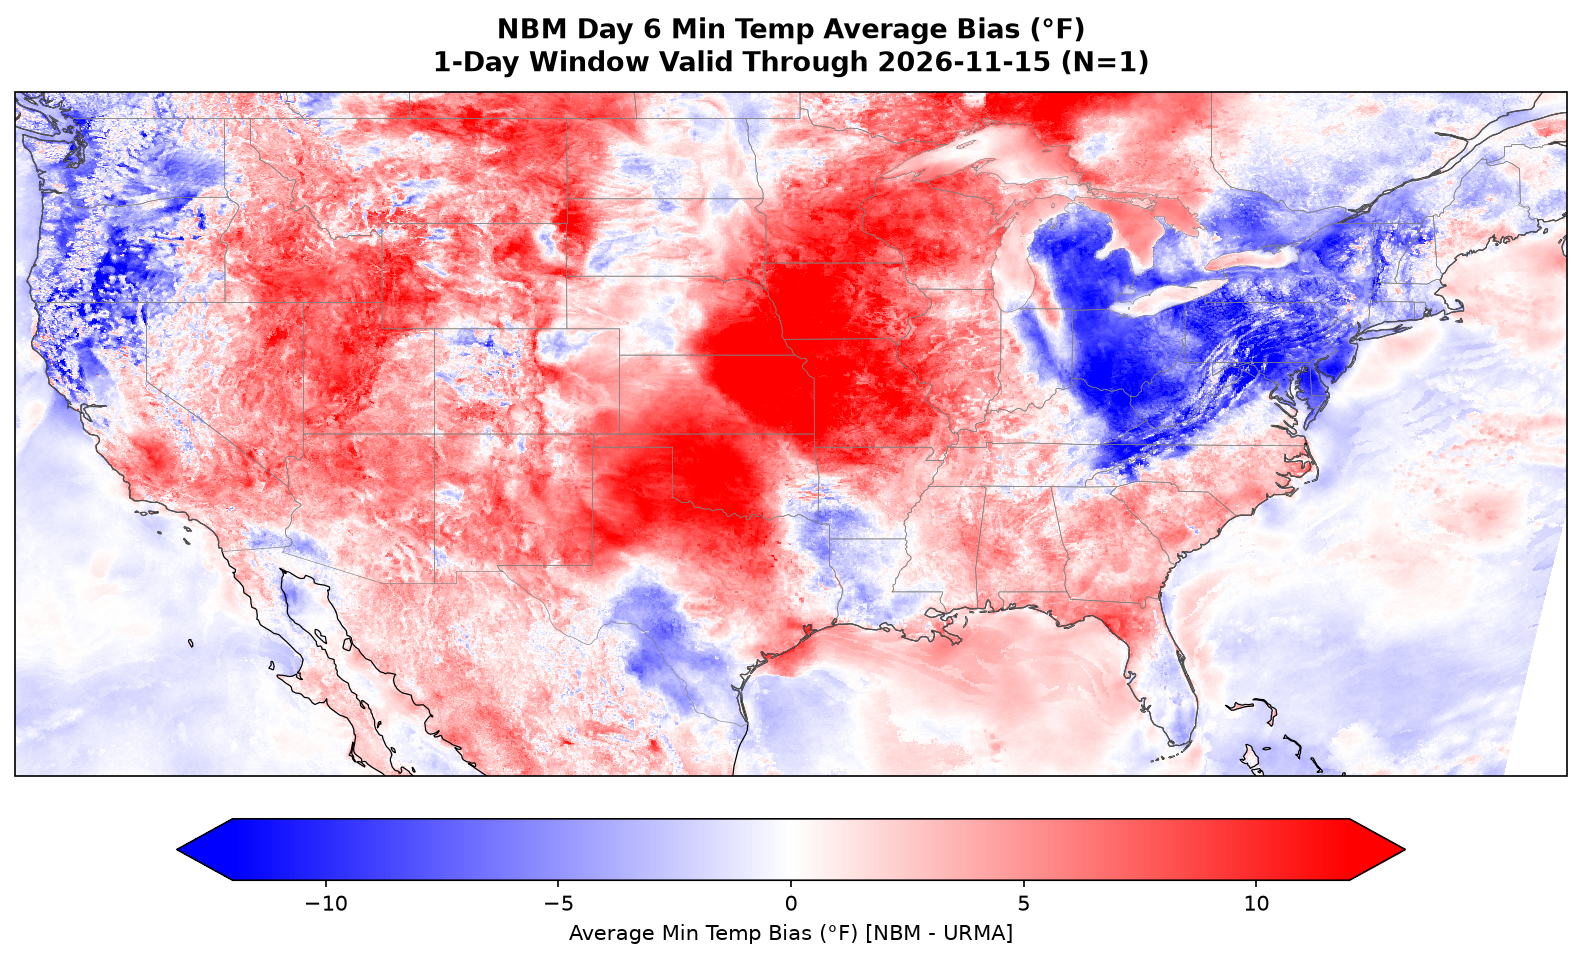 NBM Day 6 Min Temp Average Bias (°F)
1-Day Window Valid Through 2026-11-15 (N=1)
−10 −5 0 5 10
Average Min Temp Bias (°F) [NBM - URMA]